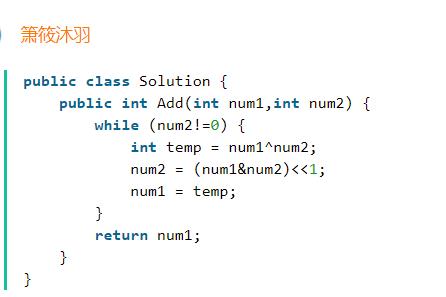 箫筱沐羽
public class Solution {
    public int Add(int num1,int num2) {
        while (num2!=0) {
            int temp = num1^num2;
            num2 = (num1&num2)<<1;
            num1 = temp;
        }
        return num1;
    }
}